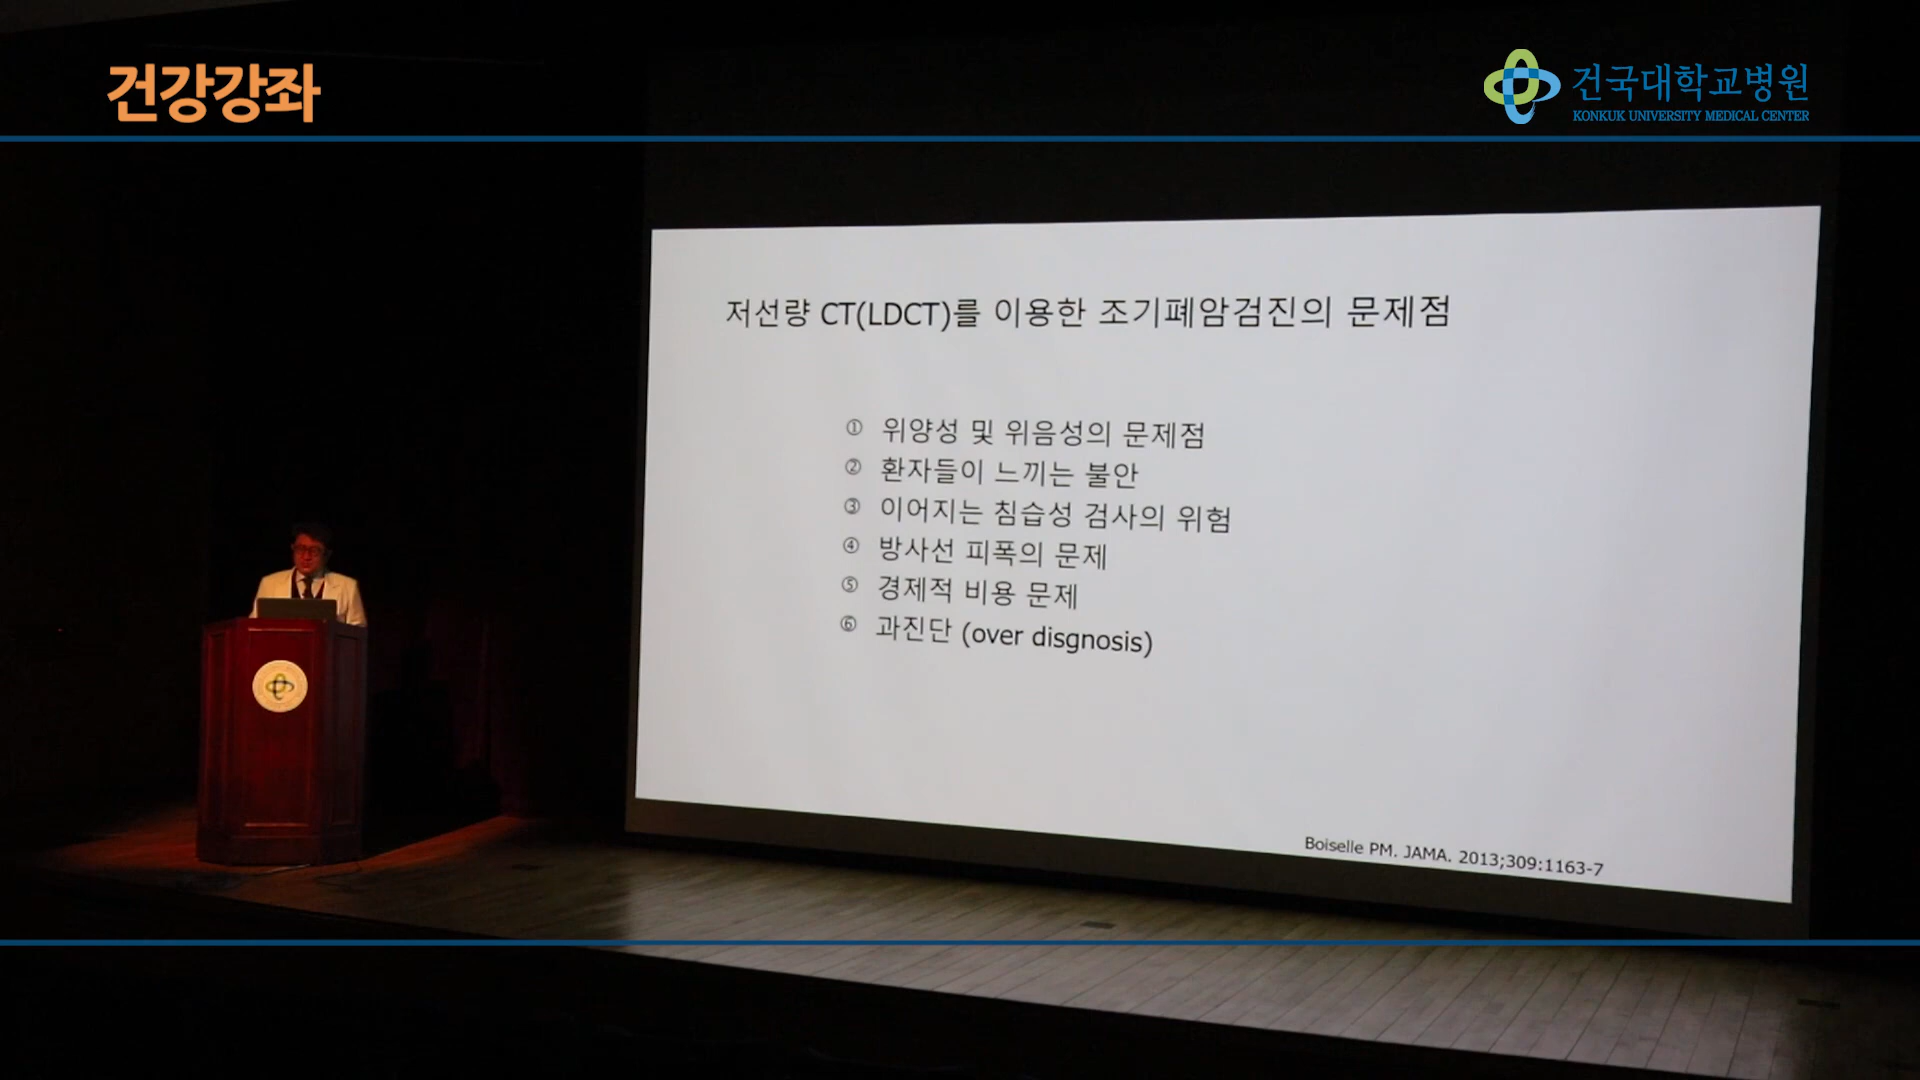 건강강좌
건국대학교병원
KONKUK UNIVERSITY MEDICAL CENTER
저선량 CT(LDCT)를 이용한 조기폐암검진의 문제점
① 위양성 및 위음성의 문제점
② 환자들이 느끼는 불안
③ 이어지는 침습성 검사의 위험
④ 방사선 피폭의 문제
⑤ 경제적 비용 문제
⑥ 과진단 (over disgnosis)
Boiselle PM. JAMA. 2013;309:1163-7